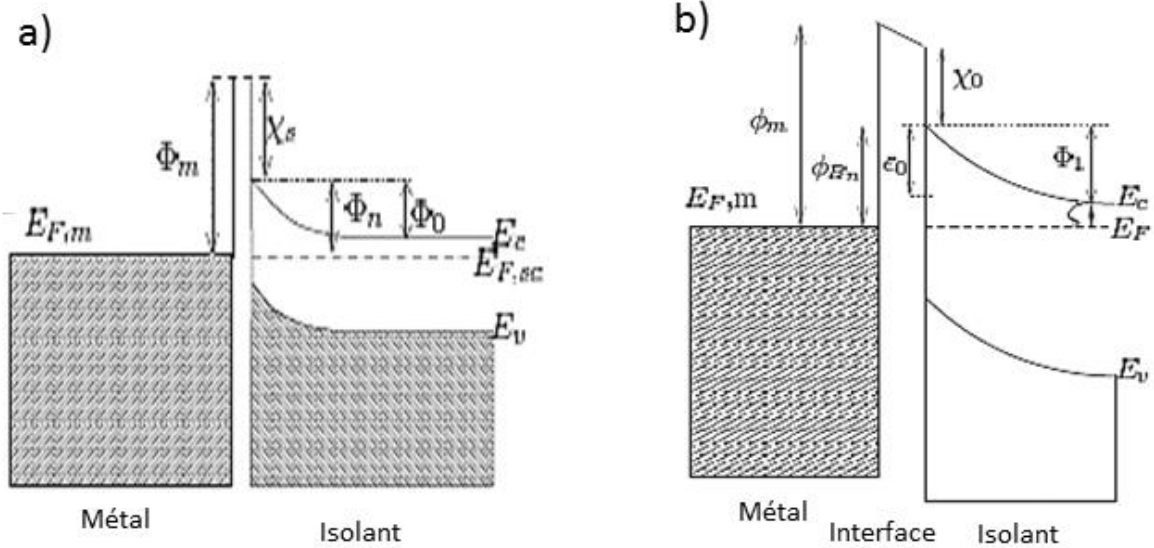 a)
Φm
χs
Φn
Φ0
EF,m
Ec
EF,sc
Ev
Métal
Isolant
b)
χ0
ϕm
ϕBn
ε0
Φ1
EF,m
Ec
EF
Ev
Métal
Interface
Isolant